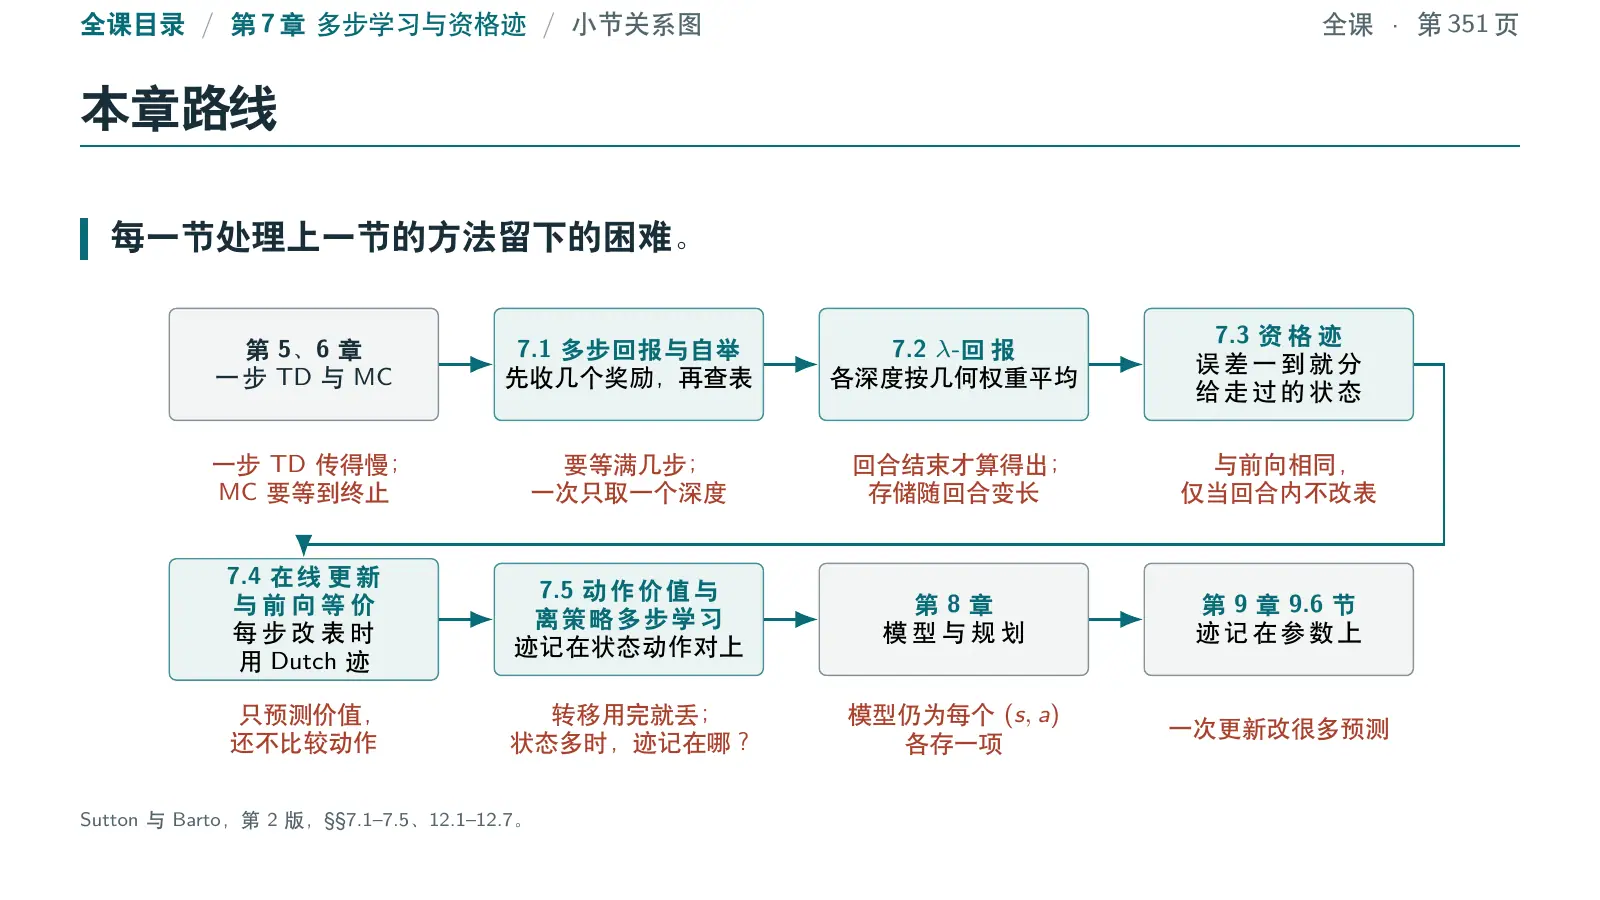 全课目录 / 第 7 章 多步学习与资格迹 / 小节关系图
全课 · 第 351 页
本章路线
每一节处理上一节的方法留下的困难。
第 5、6 章
一步 TD 与 MC
7.1 多步回报与自举
先收几个奖励，再查表
7.2 λ-回报
各深度按几何权重平均
7.3 资格迹
误差一到就分
给走过的状态
一步 TD 传得慢；
MC 要等到终止
要等满几步；
一次只取一个深度
回合结束才算得出；
存储随回合变长
与前向相同，
仅当回合内不改表
7.4 在线更新
与前向等价
每步改表时
用 Dutch 迹
7.5 动作价值与
离策略多步学习
迹记在状态动作对上
第 8 章
模型与规划
第 9 章 9.6 节
迹记在参数上
只预测价值，
还不比较动作
转移用完就丢；
状态多时，迹记在哪？
模型仍为每个 (s, a)
各存一项
一次更新改很多预测
Sutton 与 Barto，第 2 版，§§7.1–7.5、12.1–12.7。